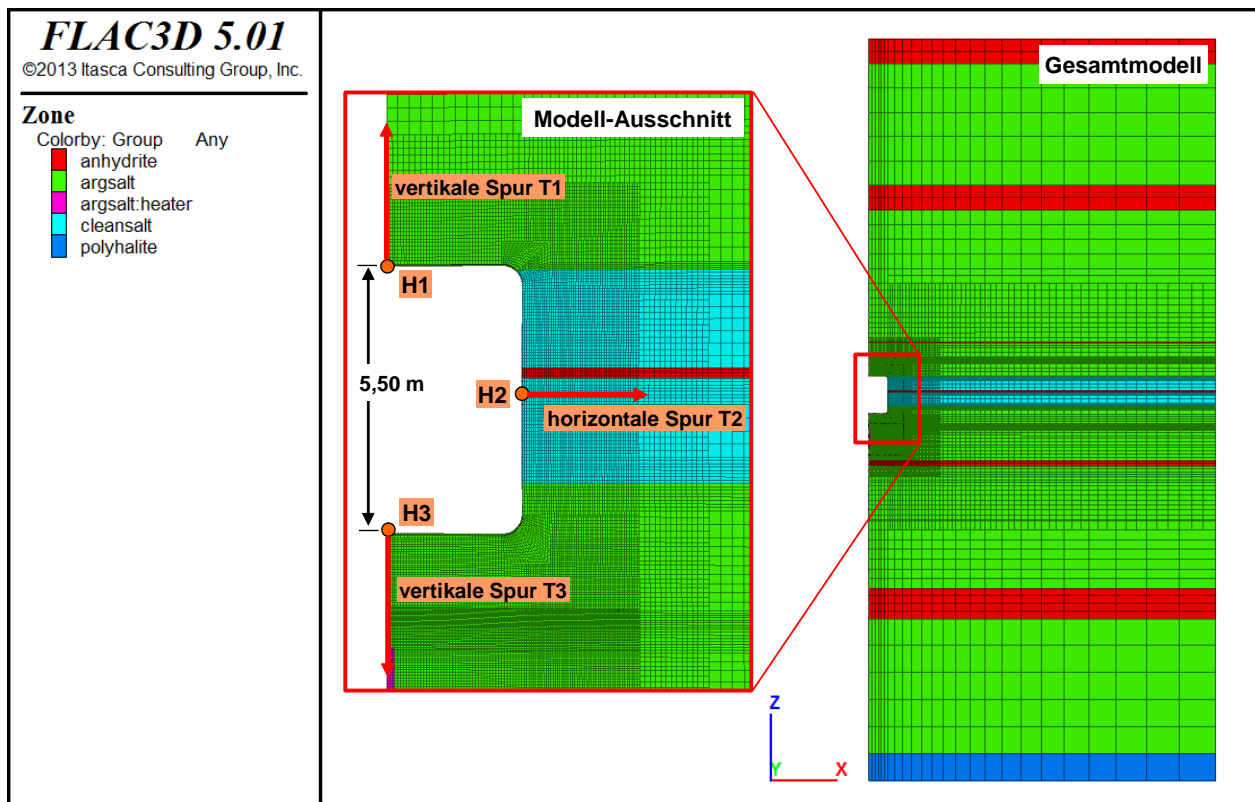 FLAC3D 5.01
©2013 Itasca Consulting Group, Inc.
Zone
Colorby: Group Any
anhydrite
argsalt
argsalt:heater
cleansalt
polyhalite
Modell-Ausschnitt
vertikale Spur T1
H1
5,50 m
H2
horizontale Spur T2
H3
vertikale Spur T3
Gesamtmodell
Z
Y
X